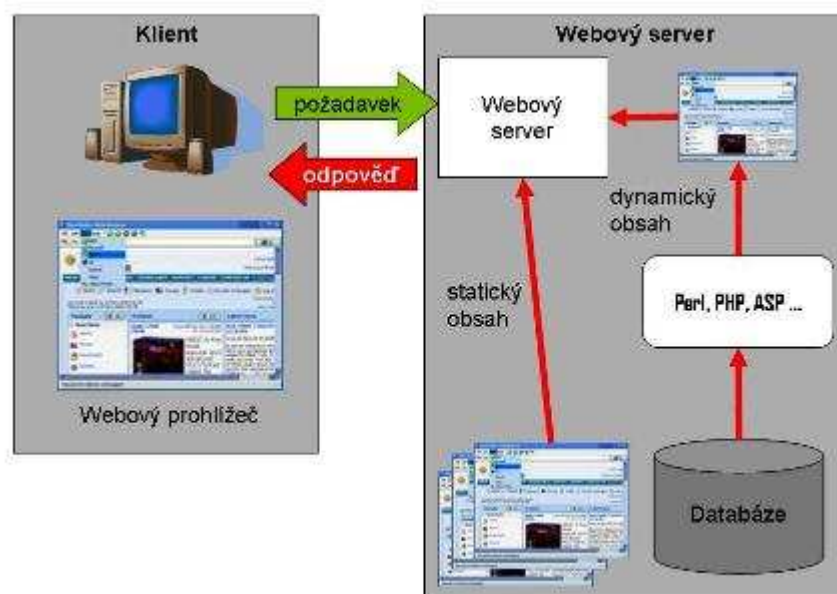 Klient
požadavek
odpověď
Webový prohlížeč
Webový server
Webový
server
dynamický
obsah
statický
obsah
Perl, PHP, ASP ...
Databáze